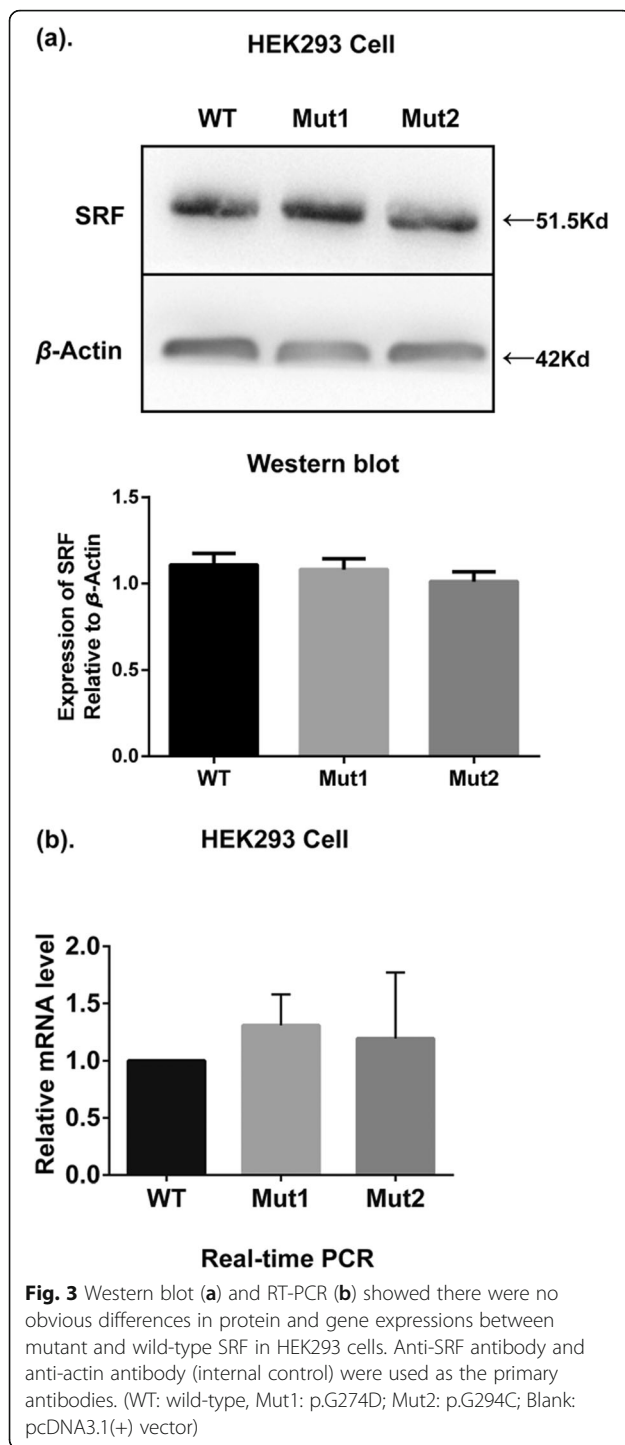 (a).
HEK293 Cell
WT Mut1 Mut2
SRF
←51.5Kd
β-Actin
←42Kd
Western blot
Expression of SRF
Relative to β-Actin
1.5
1.0
0.5
0.0
WT Mut1 Mut2
(b).
HEK293 Cell
Relative mRNA level
2.0
1.5
1.0
0.5
0.0
WT Mut1 Mut2
Real-time PCR
Fig. 3 Western blot (a) and RT-PCR (b) showed there were no
obvious differences in protein and gene expressions between
mutant and wild-type SRF in HEK293 cells. Anti-SRF antibody and
anti-actin antibody (internal control) were used as the primary
antibodies. (WT: wild-type, Mut1: p.G274D; Mut2: p.G294C; Blank:
pcDNA3.1(+) vector)